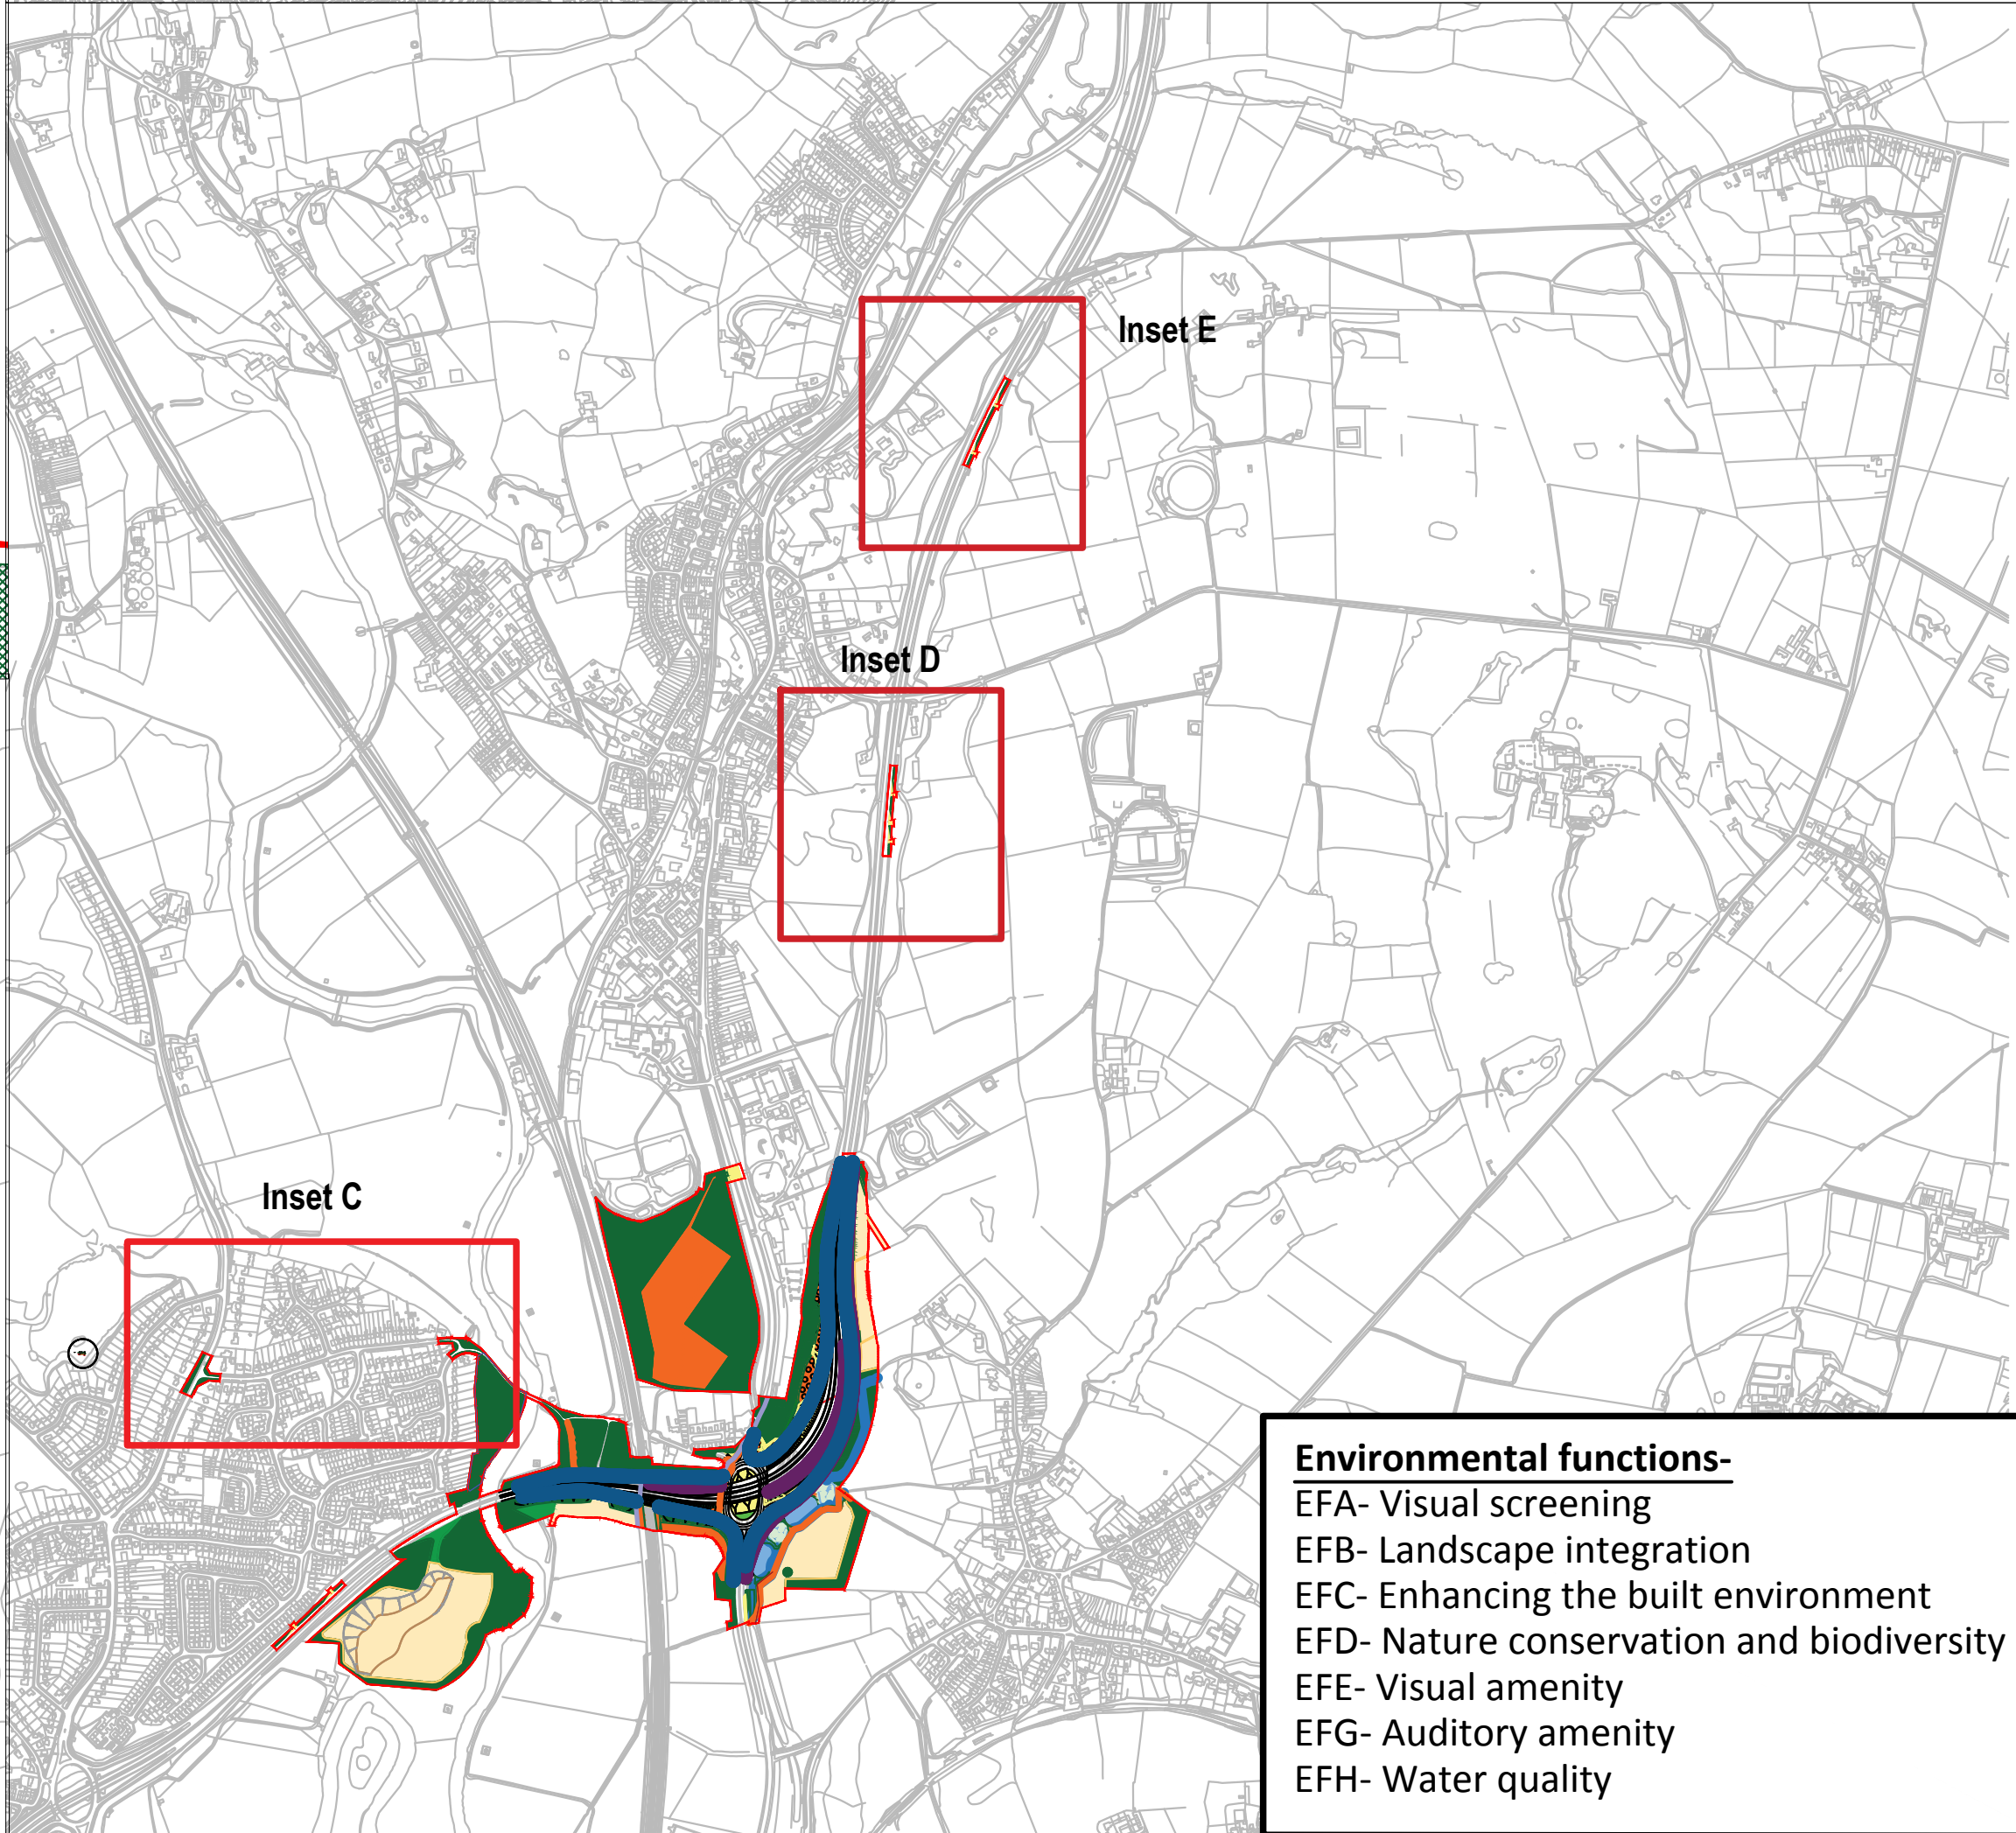 Inset E
Inset D
Inset C
Environmental functions-
EFA- Visual screening
EFB- Landscape integration
EFC- Enhancing the built environment
EFD- Nature conservation and biodiversity
EFE- Visual amenity
EFG- Auditory amenity
EFH- Water quality